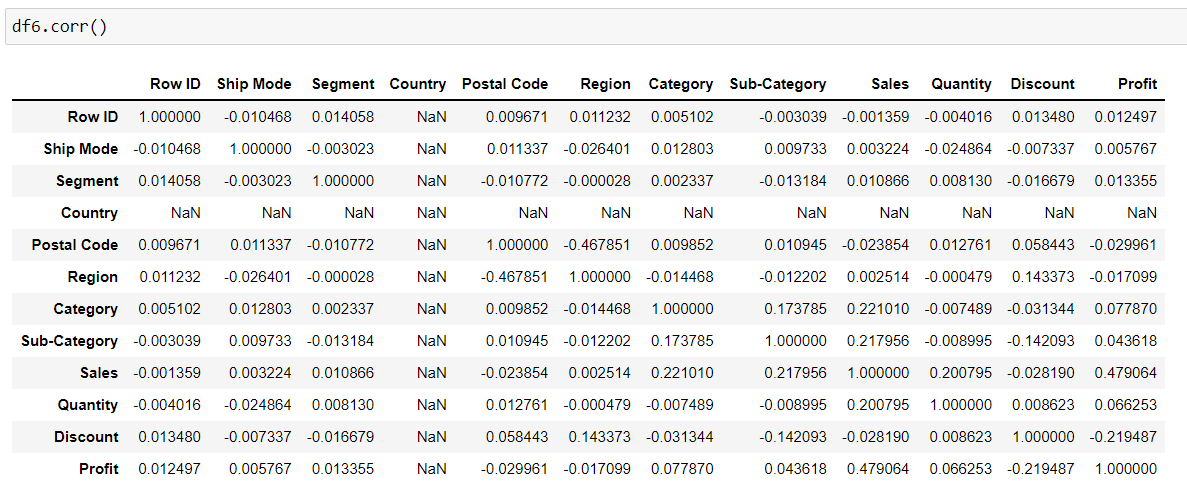 df6.corr()
Row ID Ship Mode Segment Country Postal Code Region Category Sub-Category Sales Quantity Discount Profit
Row ID 1.000000 -0.010468 0.014058 NaN 0.009671 0.011232 0.005102 -0.003039 -0.001359 -0.004016 0.013480 0.012497
Ship Mode -0.010468 1.000000 -0.003023 NaN 0.011337 -0.026401 0.012803 0.009733 0.003224 -0.024864 -0.007337 0.005767
Segment 0.014058 -0.003023 1.000000 NaN -0.010772 -0.000028 0.002337 -0.013184 0.010866 0.008130 -0.016679 0.013355
Country NaN NaN NaN NaN NaN NaN NaN NaN NaN NaN NaN NaN
Postal Code 0.009671 0.011337 -0.010772 NaN 1.000000 -0.467851 0.009852 0.010945 -0.023854 0.012761 0.058443 -0.029961
Region 0.011232 -0.026401 -0.000028 NaN -0.467851 1.000000 -0.014468 -0.012202 0.002514 -0.000479 0.143373 -0.017099
Category 0.005102 0.012803 0.002337 NaN 0.009852 -0.014468 1.000000 0.173785 0.221010 -0.007489 -0.031344 0.077870
Sub-Category -0.003039 0.009733 -0.013184 NaN 0.010945 -0.012202 0.173785 1.000000 0.217956 -0.008995 -0.142093 0.043618
Sales -0.001359 0.003224 0.010866 NaN -0.023854 0.002514 0.221010 0.217956 1.000000 0.200795 -0.028190 0.479064
Quantity -0.004016 -0.024864 0.008130 NaN 0.012761 -0.000479 -0.007489 -0.008995 0.200795 1.000000 0.008623 0.066253
Discount 0.013480 -0.007337 -0.016679 NaN 0.058443 0.143373 -0.031344 -0.142093 -0.028190 0.008623 1.000000 -0.219487
Profit 0.012497 0.005767 0.013355 NaN -0.029961 -0.017099 0.077870 0.043618 0.479064 0.066253 -0.219487 1.000000